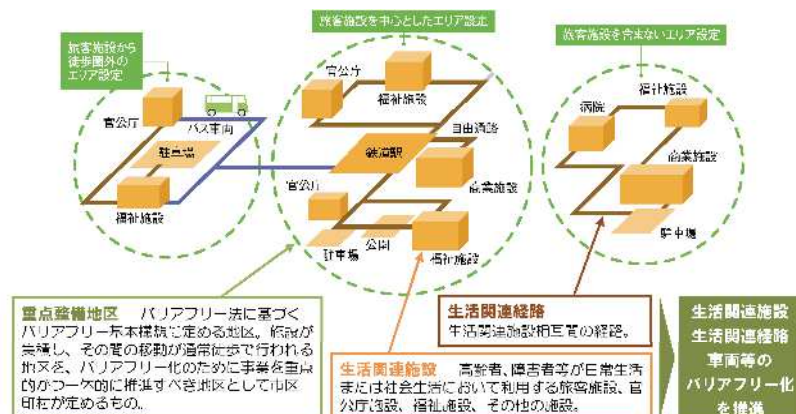 旅客施設から
徒歩圏外の
エリア設定
旅客施設を中心としたエリア設定
旅客施設を含まないエリア設定
官公庁
バス車両
駐車場
福祉施設
官公庁
福祉施設
自由通路
鉄道駅
官公庁
商業施設
駐車場
公園
福祉施設
病院
福祉施設
商業施設
駐車場
重点整備地区 バリアフリー法に基づく
バリアフリー基本構想で定める地区。施設が
集積し、その間の移動が通常徒歩で行われる
地区を、バリアフリー化のために事業を重点
的かつ一体的に推進すべき地区として市区
町村が定めるもの。
生活関連経路
生活関連施設相互間の経路。
生活関連施設 高齢者、障害者等が日常生活
または社会生活において利用する旅客施設、官
公庁施設、福祉施設、その他の施設。
生活関連施設
生活関連経路
車両等の
バリアフリー化
を推進